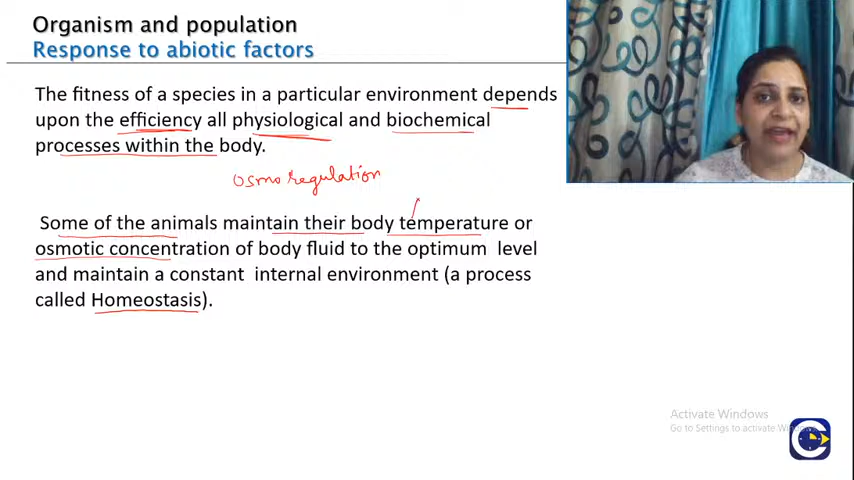 Organism and population
Response to abiotic factors
The fitness of a species in a particular environment depends
upon the efficiency all physiological and biochemical
processes within the body.
osmoregulation
Some of the animals maintain their body temperature or
osmotic concentration of body fluid to the optimum level
and maintain a constant internal environment (a process
called Homeostasis).
Activate Windows
Go to Settings to activate Windows.